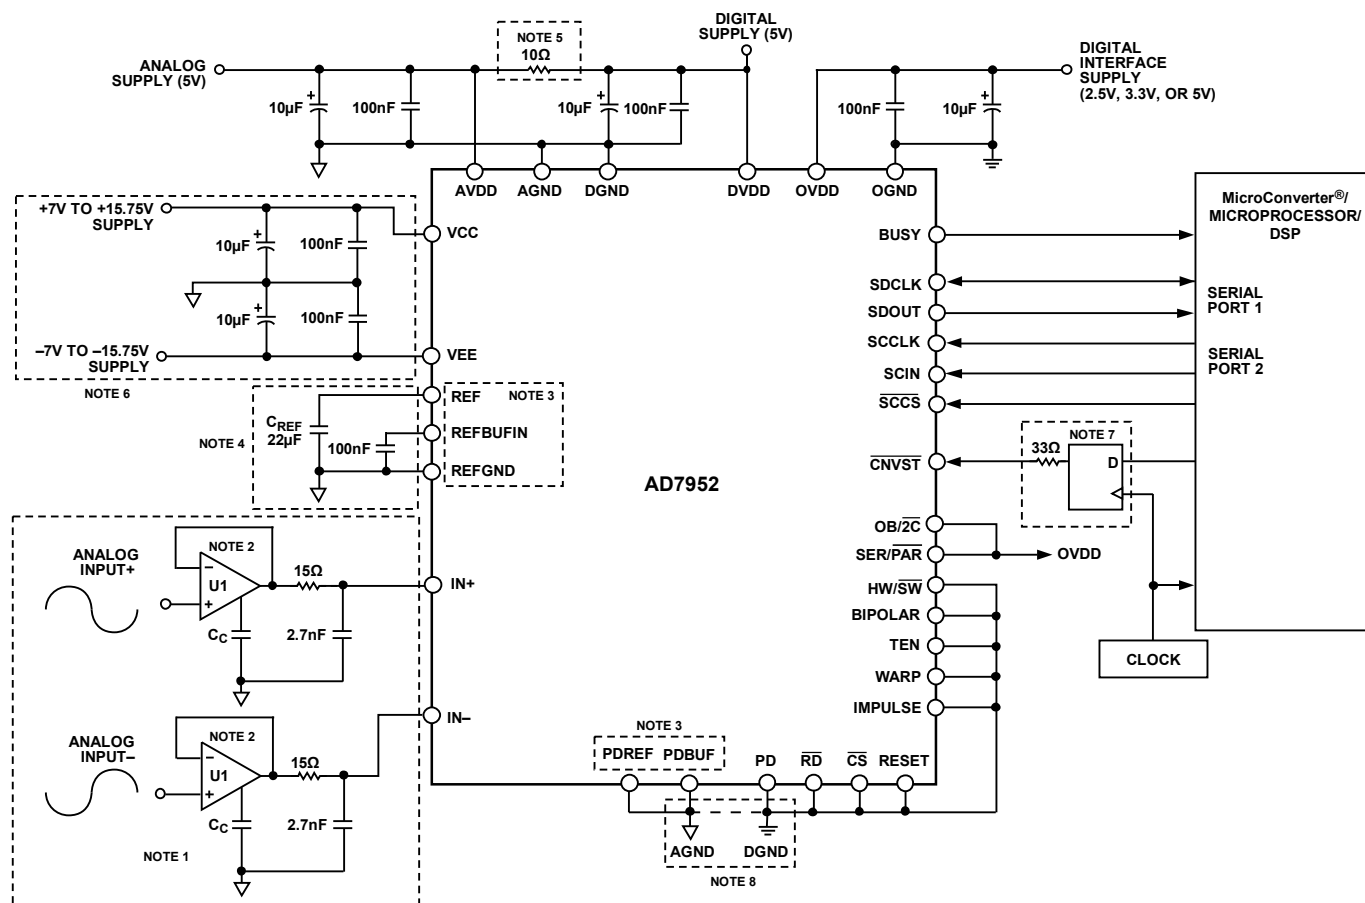 NOTE 5
10Ω
DIGITAL
SUPPLY (5V)
ANALOG
SUPPLY (5V)
DIGITAL
INTERFACE
SUPPLY
(2.5V, 3.3V, OR 5V)
+
10µF
100nF
+
10µF
100nF
100nF
+
10µF
AVDD
AGND
DGND
DVDD
OVDD
OGND
+7V TO +15.75V
SUPPLY
+
10µF
100nF
+
10µF
100nF
–7V TO –15.75V
SUPPLY
NOTE 6
VCC
VEE
BUSY
SDCLK
SDOUT
SCCLK
SCIN
SCCS
MicroConverter®/
MICROPROCESSOR/
DSP
SERIAL
PORT 1
SERIAL
PORT 2
NOTE 4
CREF
22µF
100nF
REF
NOTE 3
REFBUFIN
REFGND
AD7952
CNVST
33Ω
NOTE 7
D
OB/2C
SER/PAR
OVDD
HW/SW
BIPOLAR
TEN
WARP
IMPULSE
CLOCK
ANALOG
INPUT+
NOTE 2
–
U1
+
15Ω
CC
2.7nF
IN+
ANALOG
INPUT–
NOTE 2
–
U1
+
15Ω
CC
2.7nF
IN–
NOTE 1
NOTE 3
PDREF PDBUF
PD
RD
CS
RESET
AGND
DGND
NOTE 8